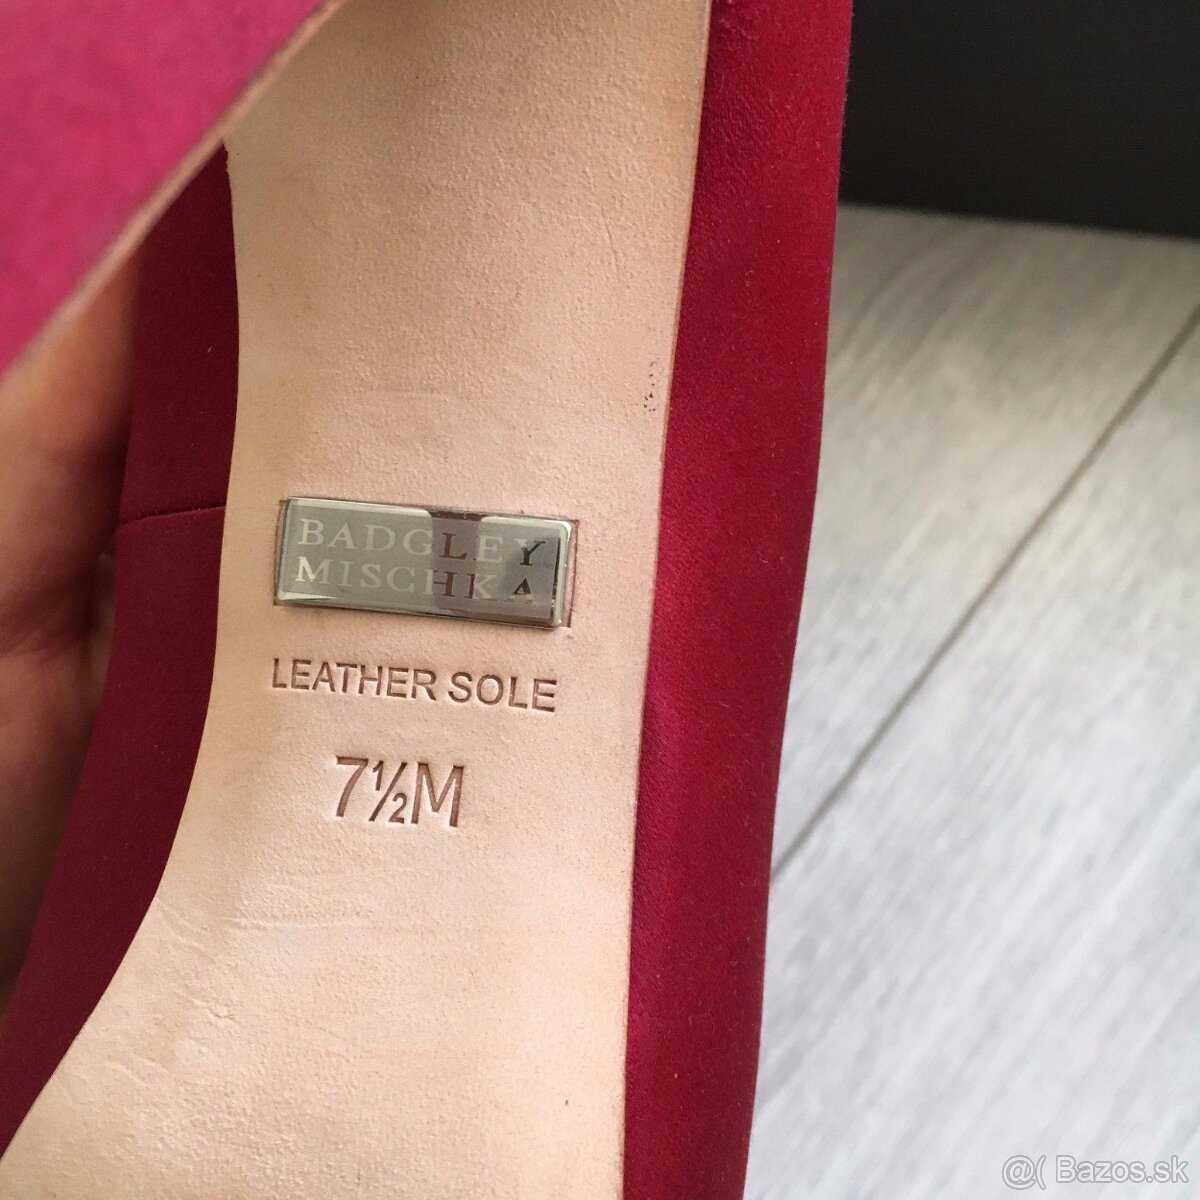 BADGLEY
MISCHKA
LEATHER SOLE
7½M
@( Bazos.sk